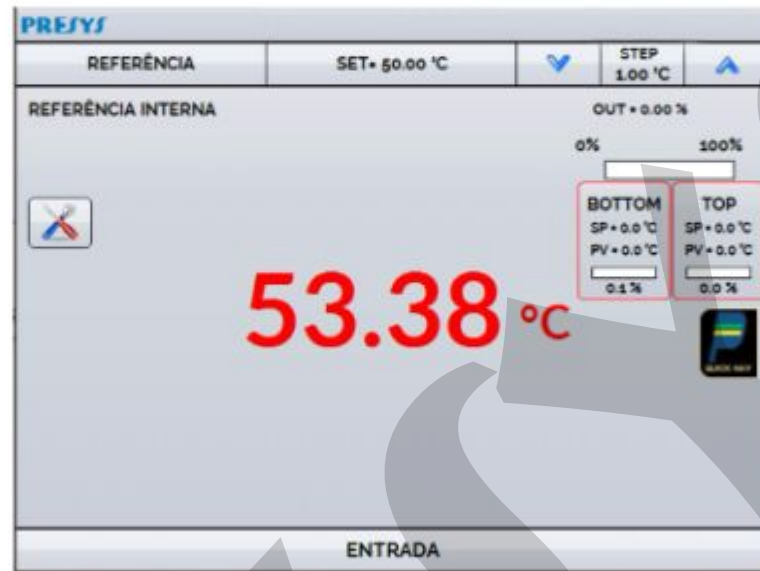 PRESYS
REFERÊNCIA
SET= 50.00 °C
STEP
1.00 °C
REFERÊNCIA INTERNA
OUT = 0.00 %
0% 100%
BOTTOM
SP = 0.0 °C
PV = 0.0 °C
0.1 %
TOP
SP = 0.0 °C
PV = 0.0 °C
0.0 %
53.38 °C
ENTRADA